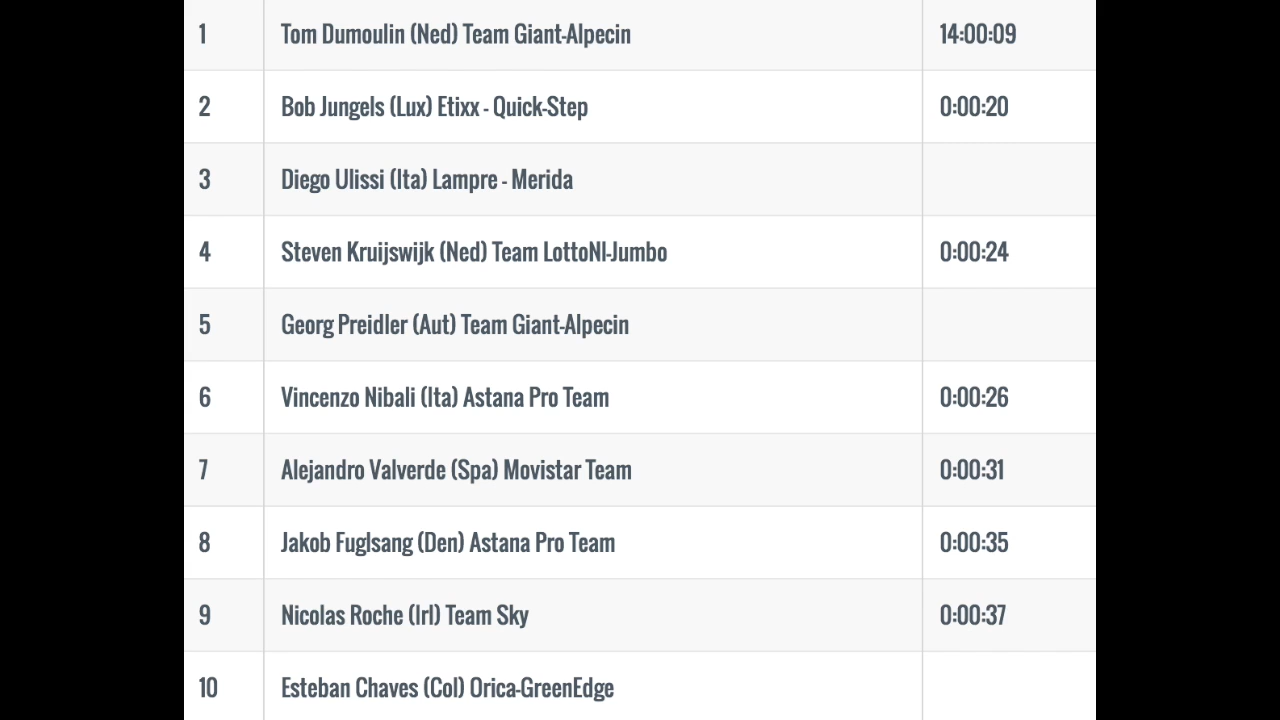 1 Tom Dumoulin (Ned) Team Giant-Alpecin 14:00:09
2 Bob Jungels (Lux) Etixx - Quick-Step 0:00:20
3 Diego Ulissi (Ita) Lampre - Merida
4 Steven Kruijswijk (Ned) Team LottoNl-Jumbo 0:00:24
5 Georg Preidler (Aut) Team Giant-Alpecin
6 Vincenzo Nibali (Ita) Astana Pro Team 0:00:26
7 Alejandro Valverde (Spa) Movistar Team 0:00:31
8 Jakob Fuglsang (Den) Astana Pro Team 0:00:35
9 Nicolas Roche (Irl) Team Sky 0:00:37
10 Esteban Chaves (Col) Orica-GreenEdge